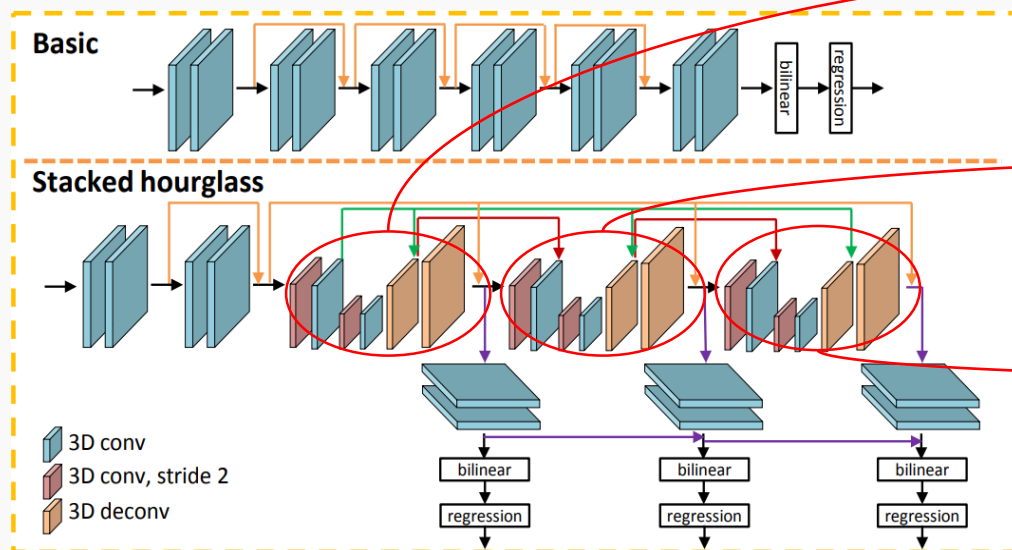 Basic
bilinear
regression
Stacked hourglass
3D conv
3D conv, stride 2
3D deconv
bilinear
bilinear
bilinear
regression
regression
regression